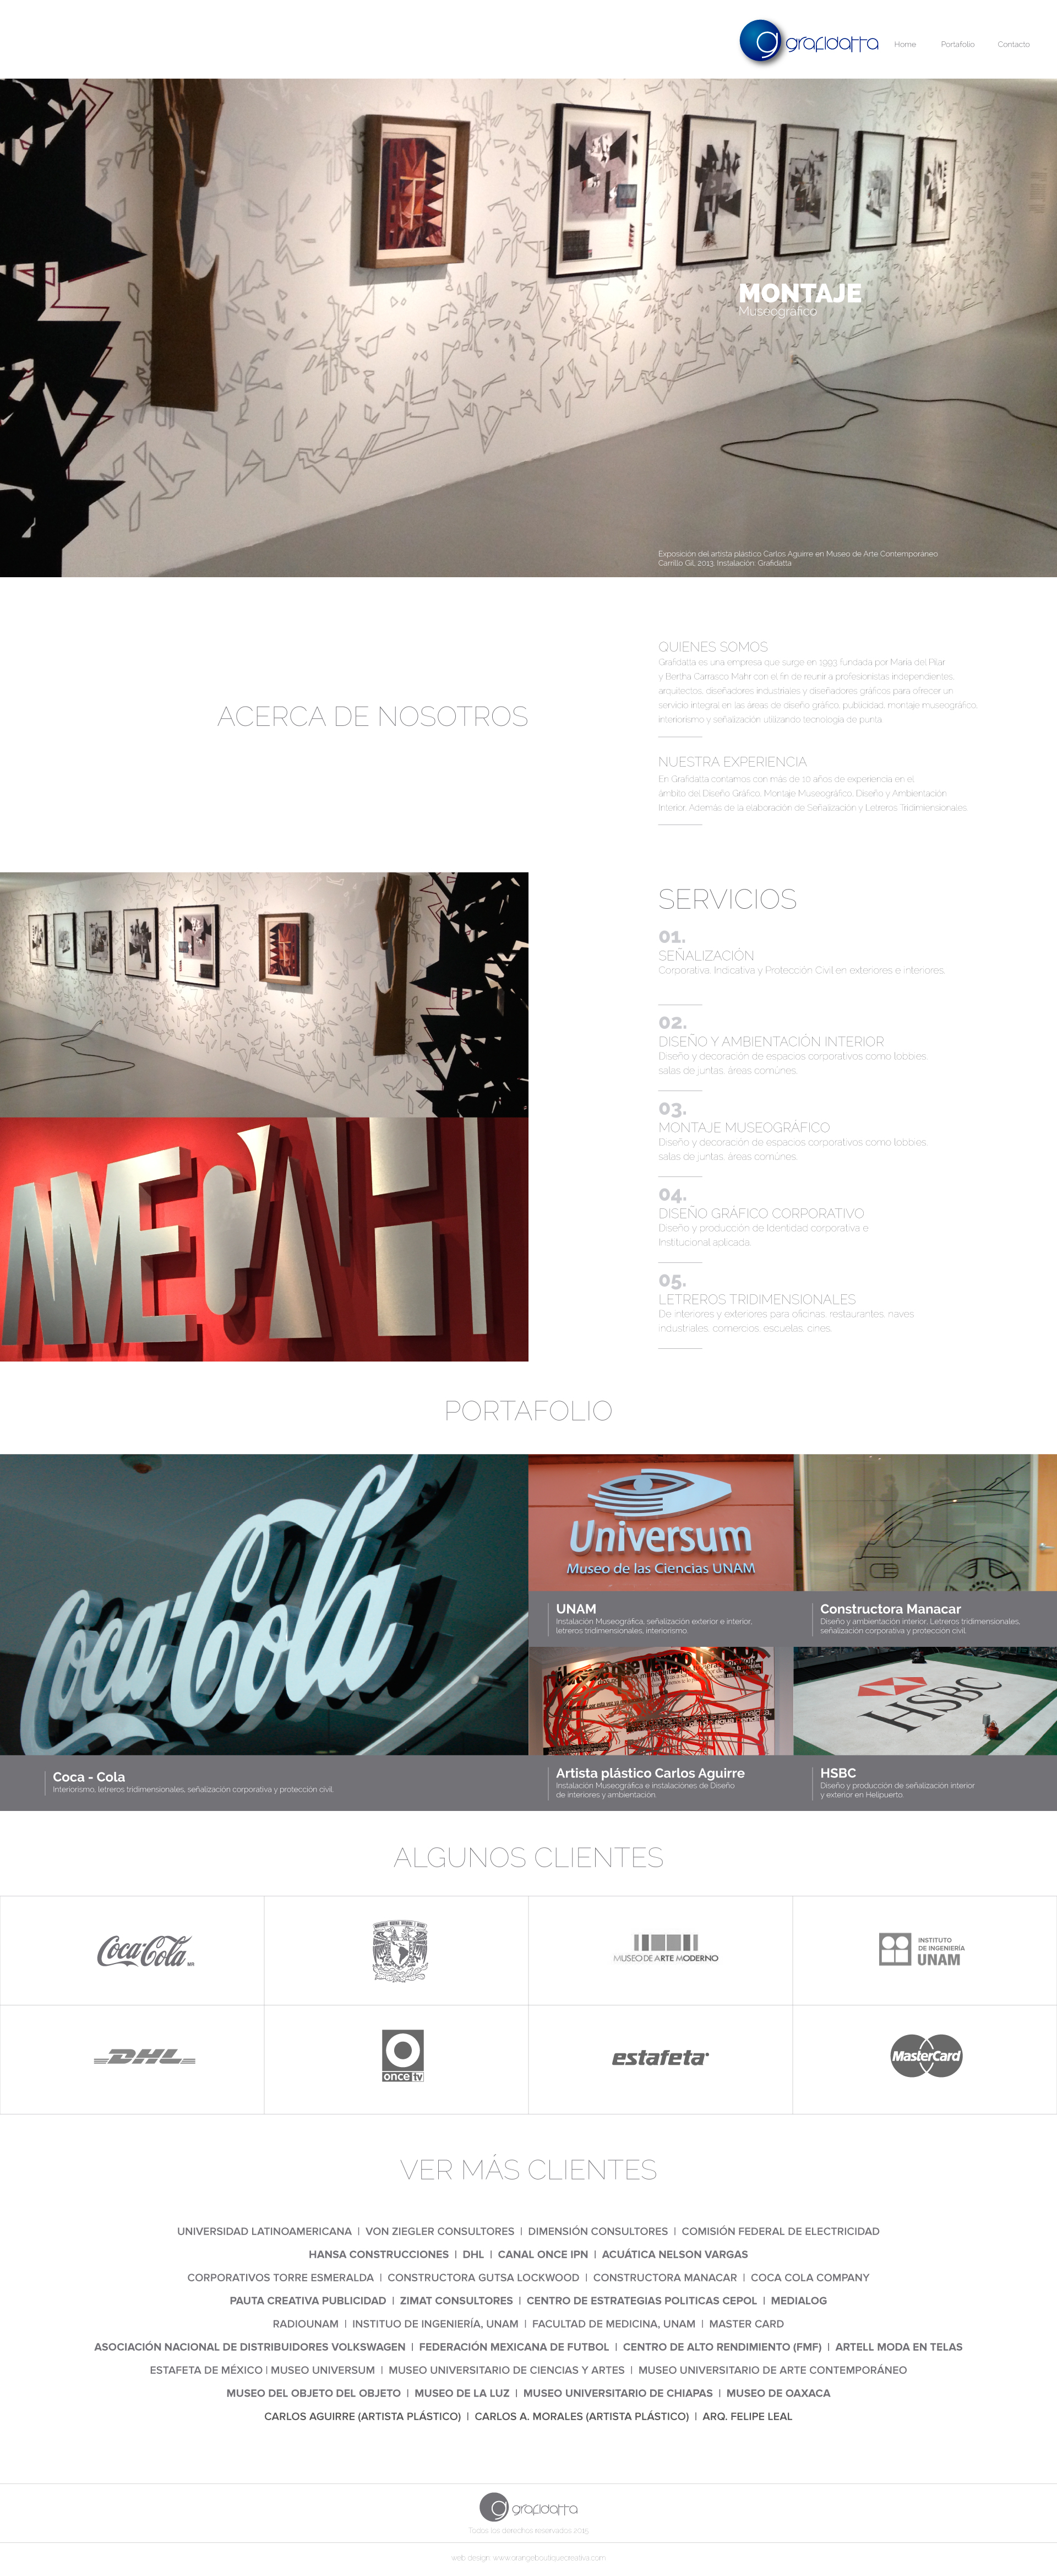 grafidatta
Home Portafolio Contacto
MONTAJE
Museográfico
Exposición del artista plástico Carlos Aguirre en Museo de Arte Contemporáneo
Carrillo Gil, 2013. Instalación: Grafidatta
ACERCA DE NOSOTROS
QUIENES SOMOS
Grafidatta es una empresa que surge en 1993 fundada por María del Pilar
y Bertha Carrasco Mahr con el fin de reunir a profesionistas independientes,
arquitectos, diseñadores industriales y diseñadores gráficos para ofrecer un
servicio integral en las áreas de diseño gráfico, publicidad, montaje museográfico,
interiorismo y señalización utilizando tecnología de punta.
NUESTRA EXPERIENCIA
En Grafidatta contamos con más de 10 años de experiencia en el
ámbito del Diseño Gráfico, Montaje Museográfico, Diseño y Ambientación
Interior. Además de la elaboración de Señalización y Letreros Tridimiensionales.
SERVICIOS
01.
SEÑALIZACIÓN
Corporativa, Indicativa y Protección Civil en exteriores e interiores.
02.
DISEÑO Y AMBIENTACIÓN INTERIOR
Diseño y decoración de espacios corporativos como lobbies,
salas de juntas, áreas comúnes.
03.
MONTAJE MUSEOGRÁFICO
Diseño y decoración de espacios corporativos como lobbies,
salas de juntas, áreas comúnes.
04.
DISEÑO GRÁFICO CORPORATIVO
Diseño y producción de Identidad corporativa e
Institucional aplicada.
05.
LETREROS TRIDIMENSIONALES
De interiores y exteriores para oficinas, restaurantes, naves
industriales, comercios, escuelas, cines.
PORTAFOLIO
Coca-Cola
Universum
Museo de las Ciencias UNAM
UNAM
Instalación Museográfica, señalización exterior e interior,
letreros tridimensionales, interiorismo.
Constructora Manacar
Diseño y ambientación interior, Letreros tridimensionales,
señalización corporativa y protección civil.
HSBC
Coca - Cola
Interiorismo, letreros tridimensionales, señalización corporativa y protección civil.
Artista plástico Carlos Aguirre
Instalación Museográfica e instalaciónes de Diseño
de interiores y ambientación
HSBC
Diseño y producción de señalización interior
y exterior en Helipuerto.
ALGUNOS CLIENTES
Coca-Cola MR
MUSEO DE ARTE MODERNO
INSTITUTO
DE INGENIERÍA
UNAM
DHL
once tv
estafeta
MasterCard
VER MÁS CLIENTES
UNIVERSIDAD LATINOAMERICANA | VON ZIEGLER CONSULTORES | DIMENSIÓN CONSULTORES | COMISIÓN FEDERAL DE ELECTRICIDAD
HANSA CONSTRUCCIONES | DHL | CANAL ONCE IPN | ACUÁTICA NELSON VARGAS
CORPORATIVOS TORRE ESMERALDA | CONSTRUCTORA GUTSA LOCKWOOD | CONSTRUCTORA MANACAR | COCA COLA COMPANY
PAUTA CREATIVA PUBLICIDAD | ZIMAT CONSULTORES | CENTRO DE ESTRATEGIAS POLITICAS CEPOL | MEDIALOG
RADIOUNAM | INSTITUO DE INGENIERÍA, UNAM | FACULTAD DE MEDICINA, UNAM | MASTER CARD
ASOCIACIÓN NACIONAL DE DISTRIBUIDORES VOLKSWAGEN | FEDERACIÓN MEXICANA DE FUTBOL | CENTRO DE ALTO RENDIMIENTO (FMF) | ARTELL MODA EN TELAS
ESTAFETA DE MÉXICO | MUSEO UNIVERSUM | MUSEO UNIVERSITARIO DE CIENCIAS Y ARTES | MUSEO UNIVERSITARIO DE ARTE CONTEMPORÁNEO
MUSEO DEL OBJETO DEL OBJETO | MUSEO DE LA LUZ | MUSEO UNIVERSITARIO DE CHIAPAS | MUSEO DE OAXACA
CARLOS AGUIRRE (ARTISTA PLÁSTICO) | CARLOS A. MORALES (ARTISTA PLÁSTICO) | ARQ. FELIPE LEAL
grafidatta
Todos los derechos reservados 2015
web design: www.orangeboutiquecreativa.com